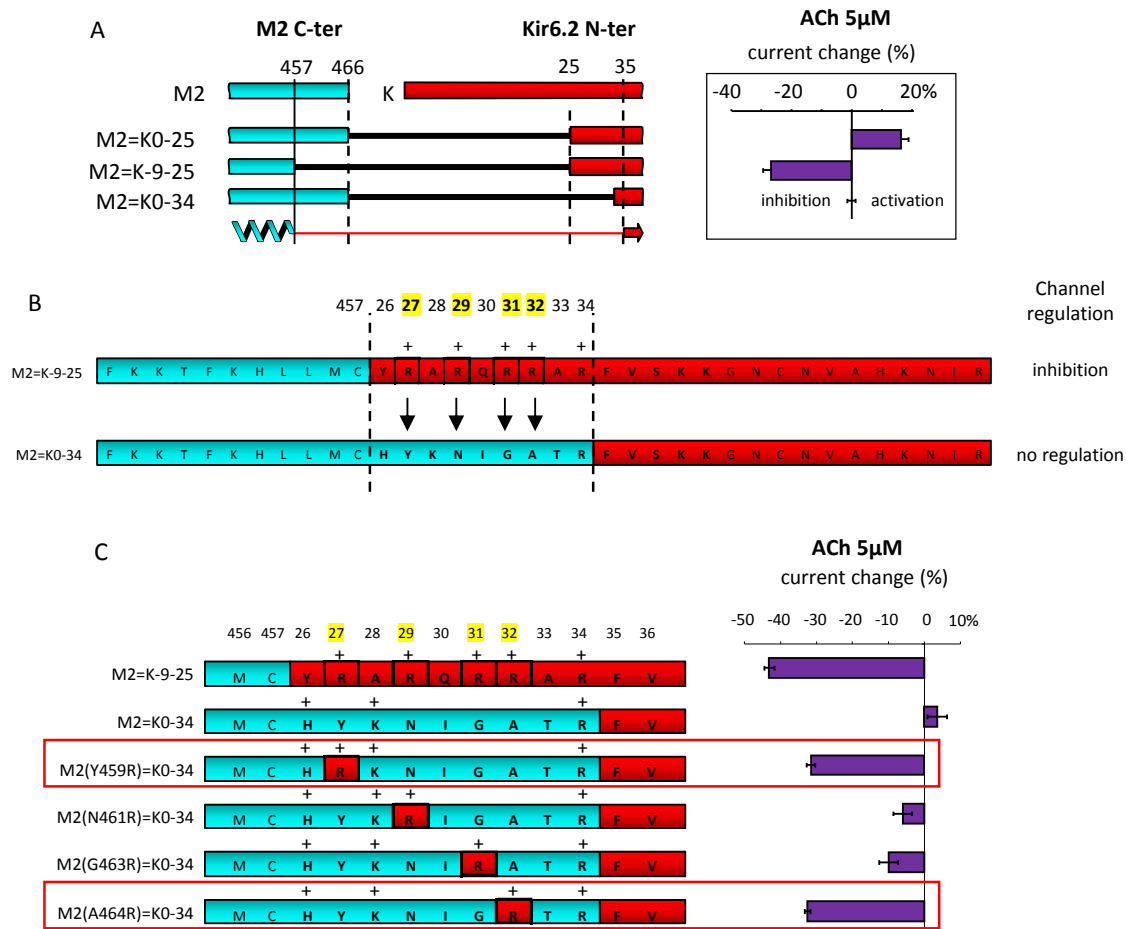 A
M2 C-ter
Kir6.2 N-ter
ACh 5µM
current change (%)
457 466 25 35
M2 K
-40 -20 0 20%
M2=K0-25
M2=K-9-25
M2=K0-34
inhibition activation
B
457 26 27 28 29 30 31 32 33 34
Channel
regulation
+ + + + +
M2=K-9-25 F K K T F K H L L M C Y R A R Q R R A R F V S K K G N C N V A H K N I R inhibition
M2=K0-34 F K K T F K H L L M C H Y K N I G A T R F V S K K G N C N V A H K N I R no regulation
C
ACh 5µM
current change (%)
456 457 26 27 28 29 30 31 32 33 34 35 36
-50 -40 -30 -20 -10 0 10%
+ + + + +
M2=K-9-25 M C Y R A R Q R R A R F V
+ + +
M2=K0-34 M C H Y K N I G A T R F V
+ + + +
M2(Y459R)=K0-34 M C H R K N I G A T R F V
+ + + +
M2(N461R)=K0-34 M C H Y K R I G A T R F V
+ + + +
M2(G463R)=K0-34 M C H Y K N I R A T R F V
+ + + +
M2(A464R)=K0-34 M C H Y K N I G R T R F V